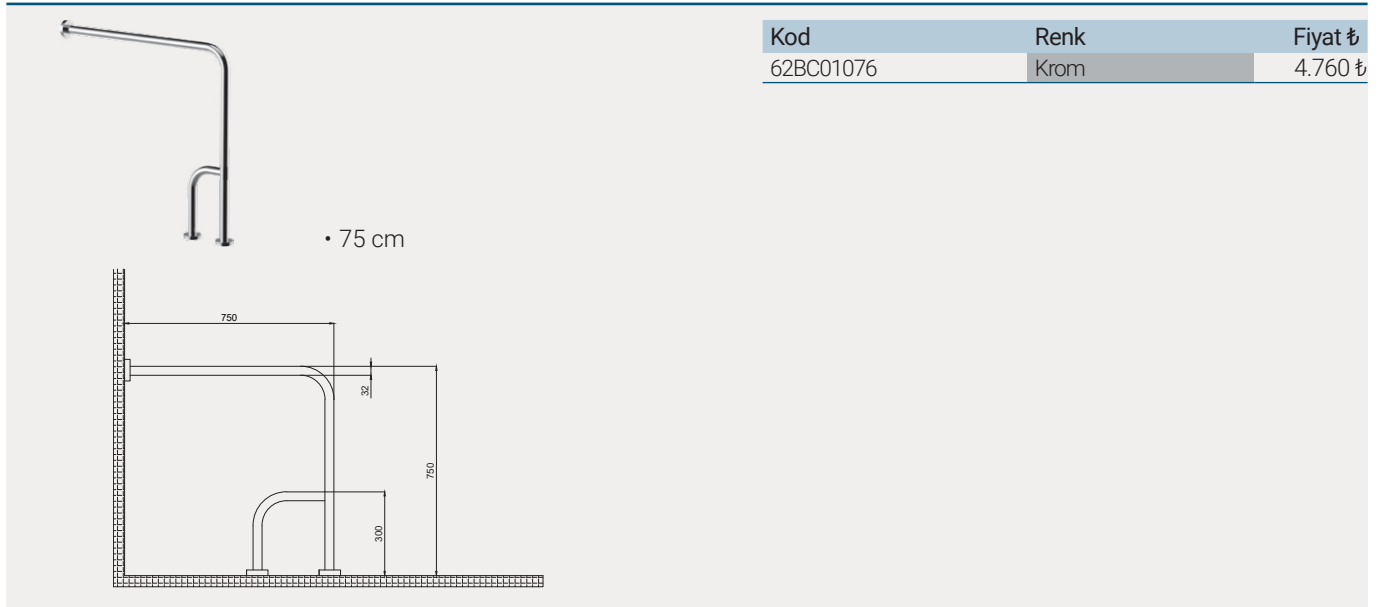 Kod Renk Fiyat ₺
62BC01076 Krom 4.760 ₺
• 75 cm
750
32
750
300